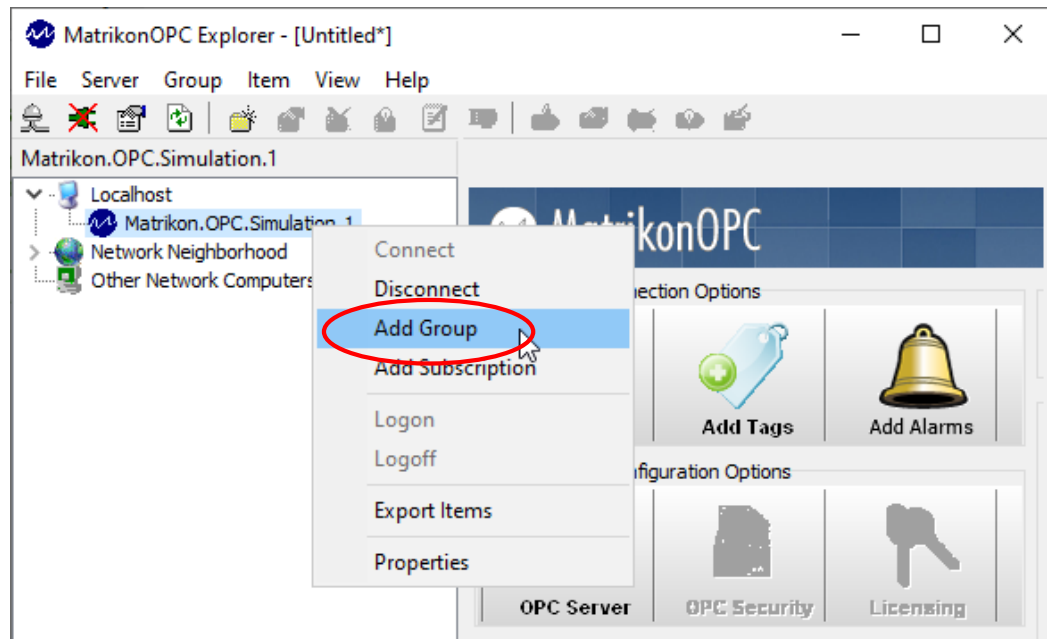 MatrikonOPC Explorer - [Untitled*]
File Server Group Item View Help
Matrikon.OPC.Simulation.1
Localhost
Matrikon.OPC.Simulation.1
Network Neighborhood
Other Network Computers
Connect
Disconnect
Add Group
Add Subscription
Logon
Logoff
Export Items
Properties
MatrikonOPC
Options
Add Tags
Add Alarms
Options
OPC Server
OPC Security
Licensing